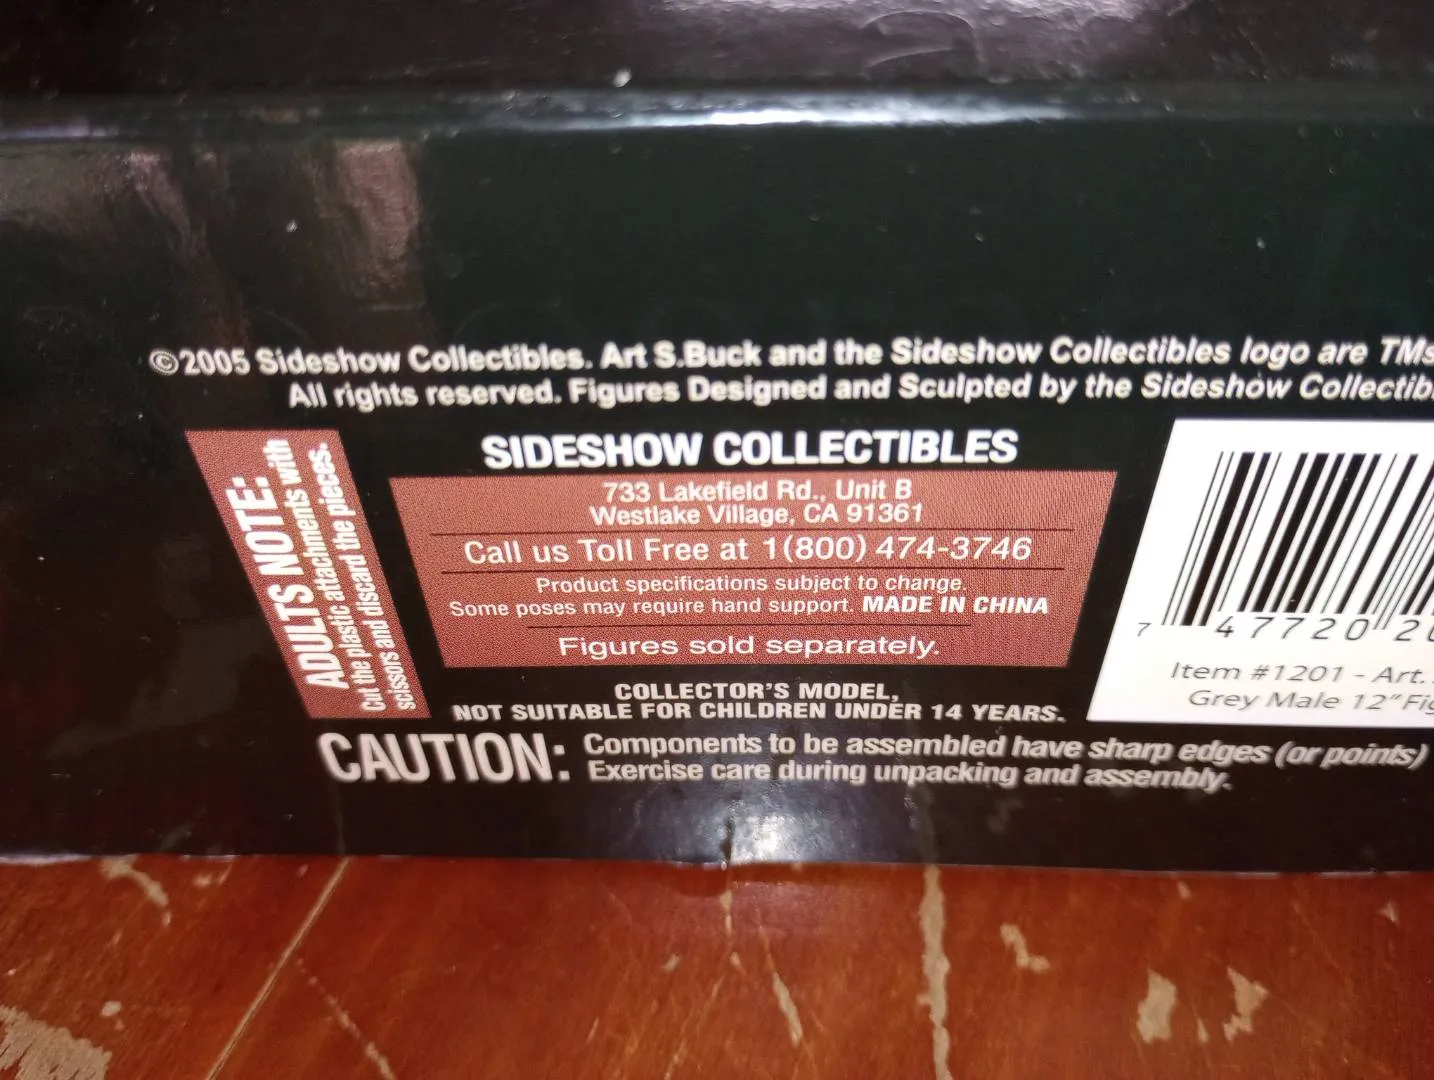 ©2005 Sideshow Collectibles. Art S.Buck and the Sideshow Collectibles logo are TMs
All rights reserved. Figures Designed and Sculpted by the Sideshow
ADULTS NOTE:
Cut the plastic attachments with
scissors and discard the pieces.
SIDESHOW COLLECTIBLES
733 Lakefield Rd., Unit B
Westlake Village, CA 91361
Call us Toll Free at 1(800) 474-3746
Product specifications subject to change.
Some poses may require hand support. MADE IN CHINA
Figures sold separately.
COLLECTOR'S MODEL,
NOT SUITABLE FOR CHILDREN UNDER 14 YEARS.
CAUTION: Components to be assembled have sharp edges (or points)
Exercise care during unpacking and assembly.
7 47720 2
Item #1201 - Art.
Grey Male 12"